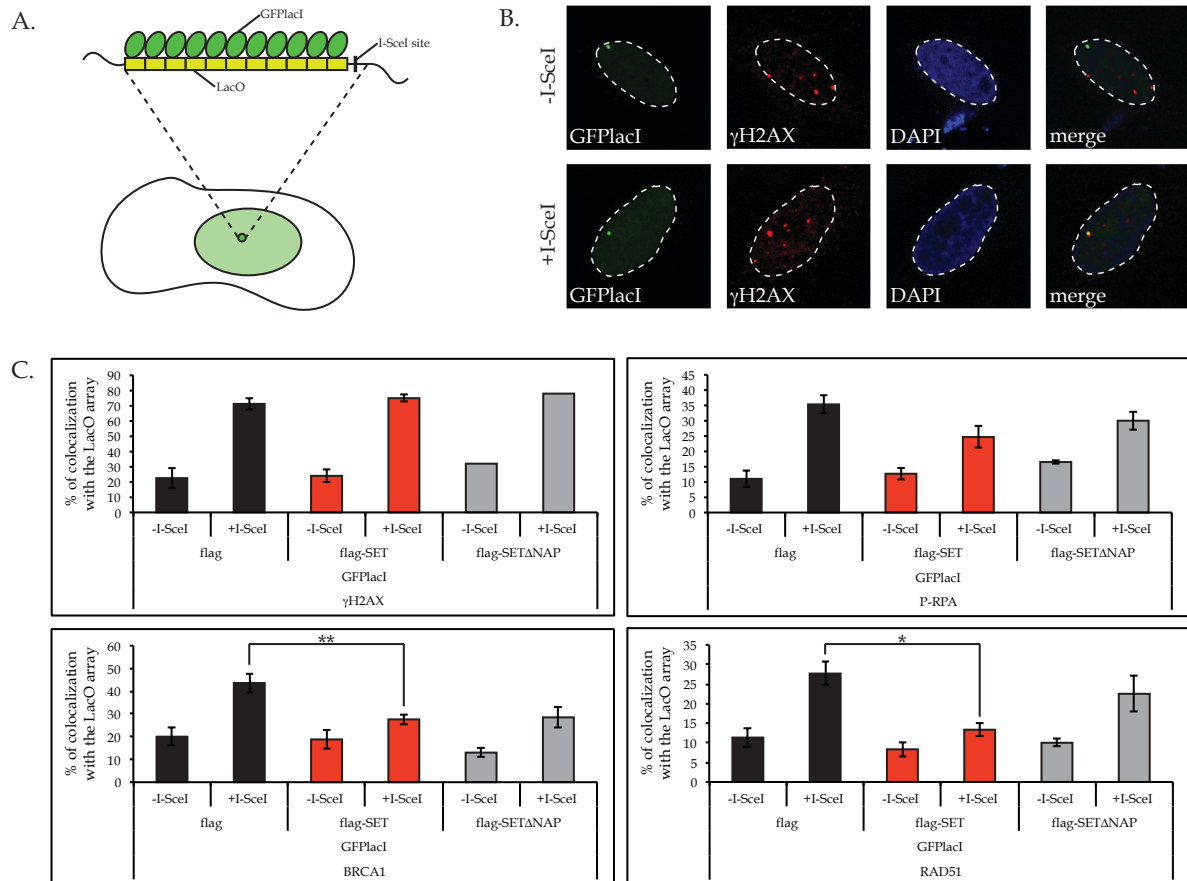 A.
GFPlacI
I-SceI site
LacO
B.
-I-SceI
GFPlacI
γH2AX
DAPI
merge
+I-SceI
GFPlacI
γH2AX
DAPI
merge
C.
% of colocalization
with the LacO array
90
80
70
60
50
40
30
20
10
0
-I-SceI +I-SceI -I-SceI +I-SceI -I-SceI +I-SceI
flag flag-SET flag-SETΔNAP
GFPlacI
γH2AX
% of colocalization
with the LacO array
45
40
35
30
25
20
15
10
5
0
-I-SceI +I-SceI -I-SceI +I-SceI -I-SceI +I-SceI
flag flag-SET flag-SETΔNAP
GFPlacI
P-RPA
% of colocalization
with the LacO array
60
50
40
30
20
10
0
**
-I-SceI +I-SceI -I-SceI +I-SceI -I-SceI +I-SceI
flag flag-SET flag-SETΔNAP
GFPlacI
BRCA1
% of colocalization
with the LacO array
35
30
25
20
15
10
5
0
*
-I-SceI +I-SceI -I-SceI +I-SceI -I-SceI +I-SceI
flag flag-SET flag-SETΔNAP
GFPlacI
RAD51